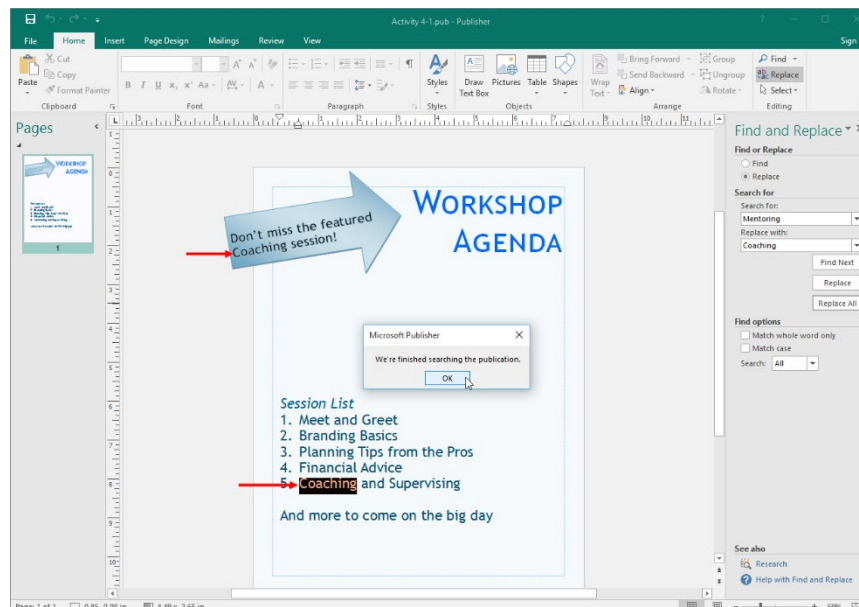 Activity 4-1.pub - Publisher
File Home Insert Page Design Mailings Review View Sign
Cut
Copy
Format Painter
Paste
Clipboard
Font
Paragraph
Styles
Styles
Draw Text Box
Pictures
Table
Shapes
Objects
Wrap Text
Bring Forward
Send Backward
Align
Group
Ungroup
Rotate
Arrange
Find
Replace
Select
Editing
Pages
WORKSHOP
AGENDA
1
Don't miss the featured
Coaching session!
WORKSHOP
AGENDA
Microsoft Publisher
We're finished searching the publication.
OK
Session List
1. Meet and Greet
2. Branding Basics
3. Planning Tips from the Pros
4. Financial Advice
5. Coaching and Supervising
And more to come on the big day
Find and Replace
Find or Replace
Find
Replace
Search for
Search for:
Mentoring
Replace with:
Coaching
Find Next
Replace
Replace All
Find options
Match whole word only
Match case
Search: All
See also
Research
Help with Find and Replace